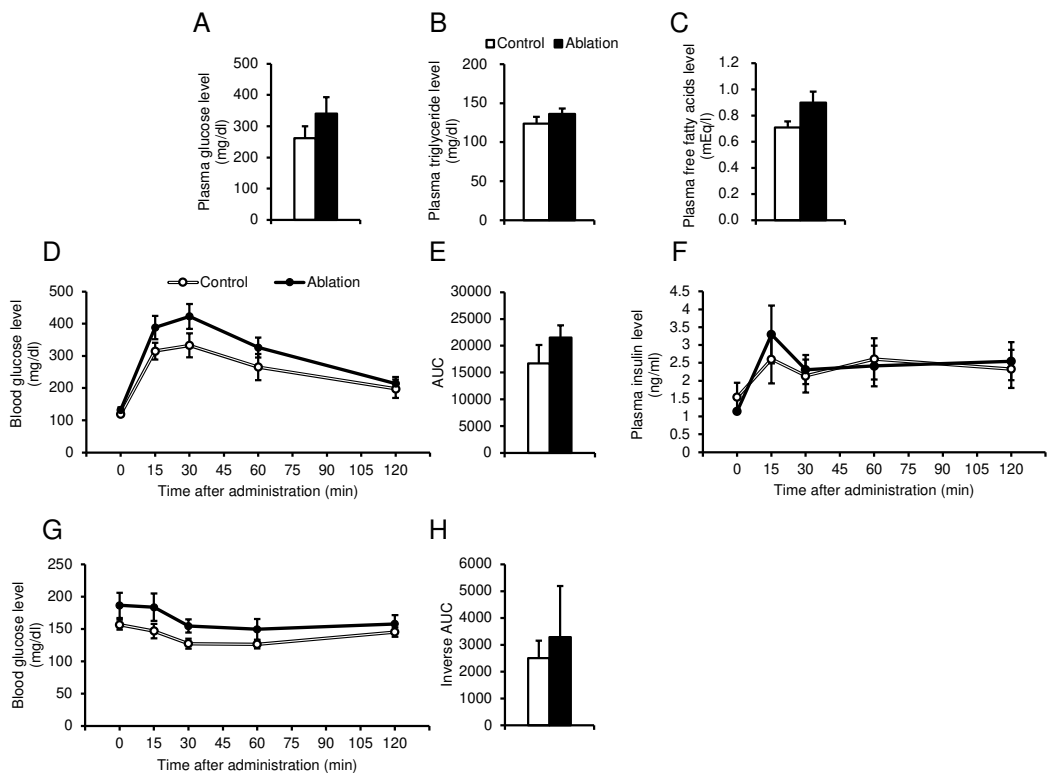 A
Plasma glucose level
(mg/dl)
500
400
300
200
100
0
B
Control Ablation
Plasma triglyceride level
(mg/dl)
200
150
100
50
0
C
Plasma free fatty acids level
(mEq/l)
1.2
1.0
0.8
0.6
0.4
0.2
0.0
D
Control Ablation
Blood glucose level
(mg/dl)
500
400
300
200
100
0
0 15 30 45 60 75 90 105 120
Time after administration (min)
E
AUC
30000
25000
20000
15000
10000
5000
0
F
Plasma insulin level
(ng/ml)
4.5
4
3.5
3
2.5
2
1.5
1
0.5
0
0 15 30 45 60 75 90 105 120
Time after administration (min)
G
Blood glucose level
(mg/dl)
250
200
150
100
50
0
0 15 30 45 60 75 90 105 120
Time after administration (min)
H
Inverse AUC
6000
5000
4000
3000
2000
1000
0